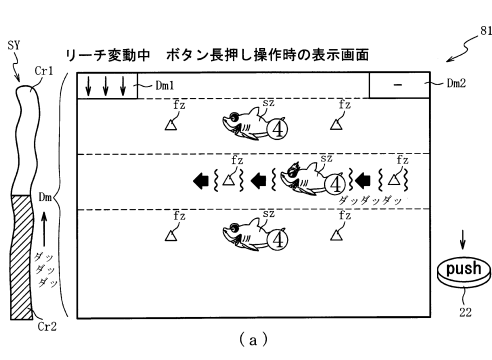 リーチ変動中 ボタン長押し操作時の表示画面
81
SY
Cr1
Dm1
Dm2
－
fz
sz
fz
④
fz
sz
fz
④
ダッダッダッ
fz
sz
fz
④
Dm
ダッ
ダッ
ダッ
Cr2
push
22
(a)